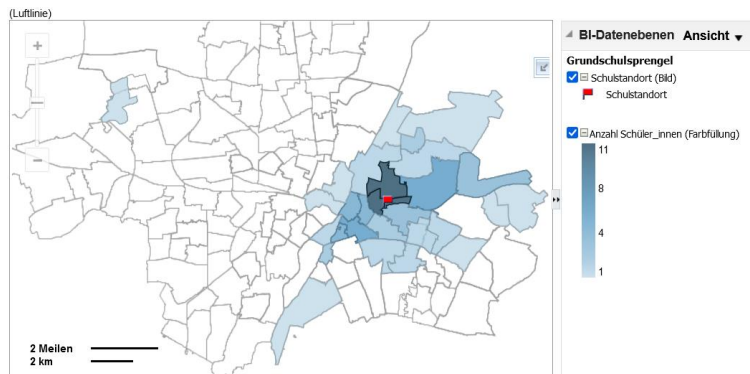 (Luftlinie)
2 Meilen
2 km
BI-Datenebenen Ansicht
Grundschulsprengel
Schulstandort (Bild)
Schulstandort
Anzahl Schüler_innen (Farbfüllung)
11
8
4
1